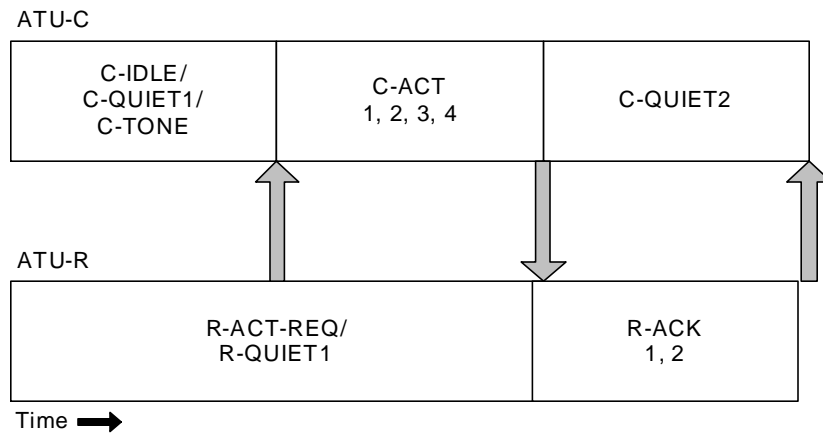 ATU-C
C-IDLE/
C-QUIET1/
C-TONE
C-ACT
1, 2, 3, 4
C-QUIET2
ATU-R
R-ACT-REQ/
R-QUIET1
R-ACK
1, 2
Time